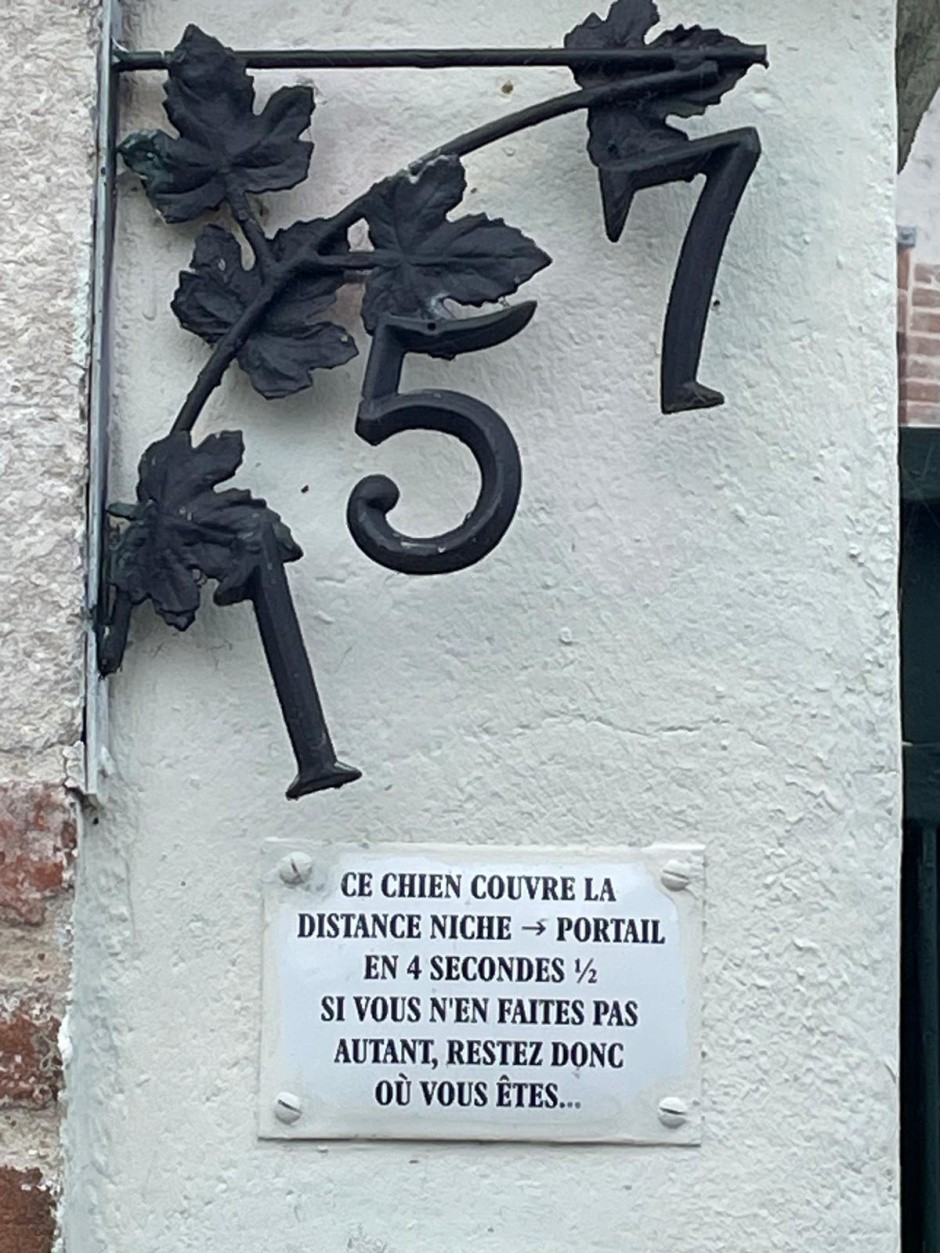 157
CE CHIEN COUVRE LA
DISTANCE NICHE → PORTAIL
EN 4 SECONDES ½
SI VOUS N'EN FAITES PAS
AUTANT, RESTEZ DONC
OÙ VOUS ÊTES...